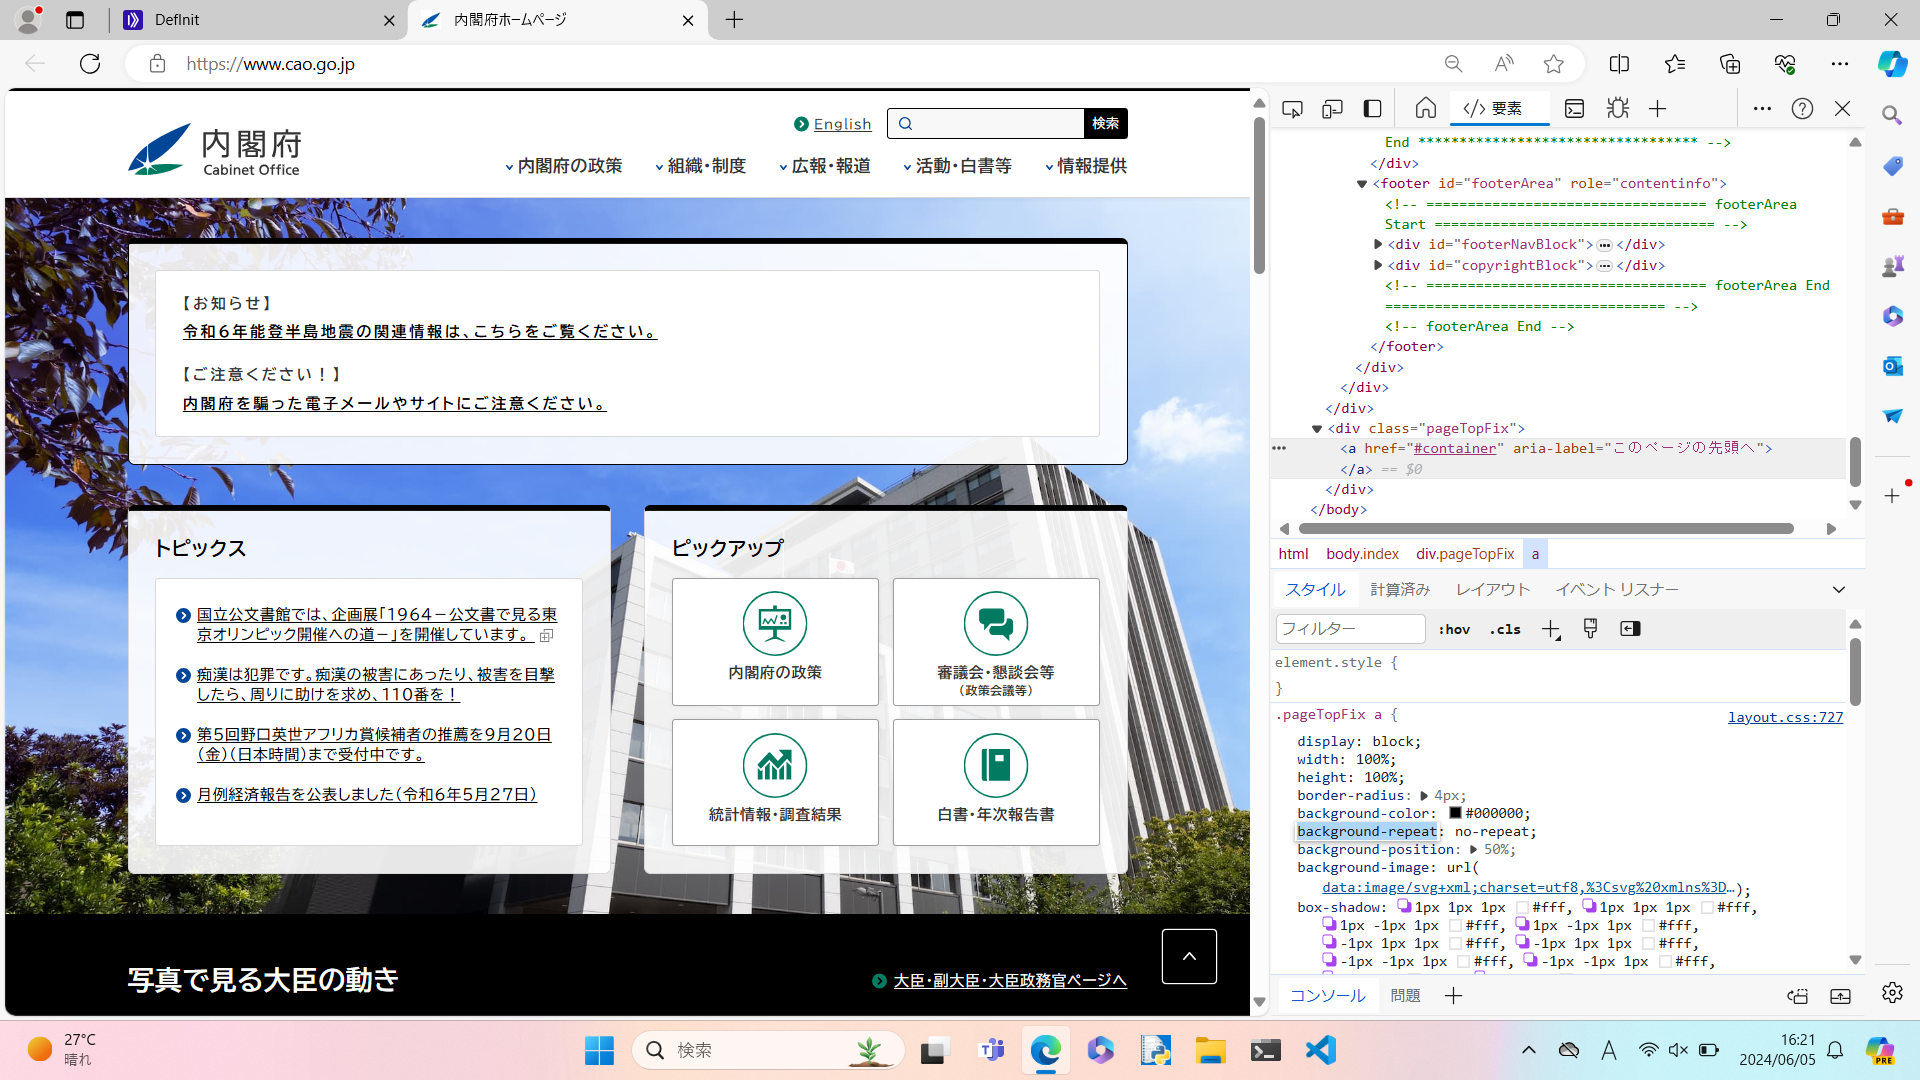 DefInit
内閣府ホームページ
https://www.cao.go.jp
内閣府
Cabinet Office
English
検索
内閣府の政策
組織・制度
広報・報道
活動・白書等
情報提供
【お知らせ】
令和６年能登半島地震の関連情報は、こちらをご覧ください。
【ご注意ください！】
内閣府を騙った電子メールやサイトにご注意ください。
トピックス
国立公文書館では、企画展「1964－公文書で見る東
京オリンピック開催への道－」を開催しています。
痴漢は犯罪です。痴漢の被害にあったり、被害を目撃
したら、周りに助けを求め、110番を！
第５回野口英世アフリカ賞候補者の推薦を９月２０日
（金）（日本時間）まで受付中です。
月例経済報告を公表しました（令和６年５月２７日）
ピックアップ
内閣府の政策
審議会・懇談会等
（政策会議等）
統計情報・調査結果
白書・年次報告書
写真で見る大臣の動き
大臣・副大臣・大臣政務官ページへ
要素
End ********************************** -->
</div>
<footer id="footerArea" role="contentinfo">
<!-- ================================== footerArea
Start ================================== -->
<div id="footerNavBlock"> ••• </div>
<div id="copyrightBlock"> ••• </div>
<!-- ================================== footerArea End
================================== -->
<!-- footerArea End -->
</footer>
</div>
</div>
</div>
<div class="pageTopFix">
<a href="#container" aria-label="このページの先頭へ">
</a> == $0
</div>
</body>
html
body.index
div.pageTopFix
a
スタイル
計算済み
レイアウト
イベント リスナー
フィルター
:hov
.cls
element.style {
}
.pageTopFix a {
layout.css:727
display: block;
width: 100%;
height: 100%;
border-radius: 4px;
background-color: #000000;
background-repeat: no-repeat;
background-position: 50%;
background-image: url(
data:image/svg+xml;charset=utf8,%3Csvg%20xmlns%3D…);
box-shadow: 1px 1px 1px #fff, 1px 1px 1px #fff,
1px -1px 1px #fff, 1px -1px 1px #fff,
-1px 1px 1px #fff, -1px 1px 1px #fff,
-1px -1px 1px #fff, -1px -1px 1px #fff,
コンソール
問題
27°C
晴れ
検索
A
16:21
2024/06/05
PRE